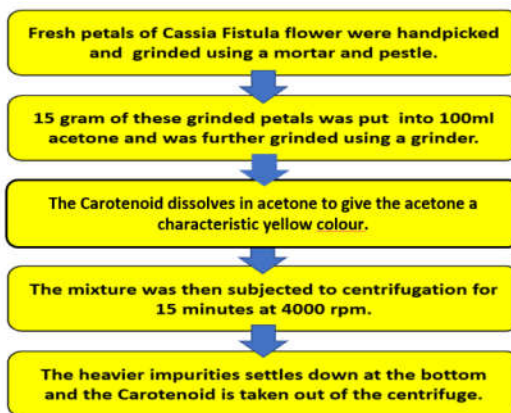 Fresh petals of Cassia Fistula flower were handpicked
and grinded using a mortar and pestle.
15 gram of these grinded petals was put into 100ml
acetone and was further grinded using a grinder.
The Carotenoid dissolves in acetone to give the acetone a
characteristic yellow colour.
The mixture was then subjected to centrifugation for
15 minutes at 4000 rpm.
The heavier impurities settles down at the bottom
and the Carotenoid is taken out of the centrifuge.